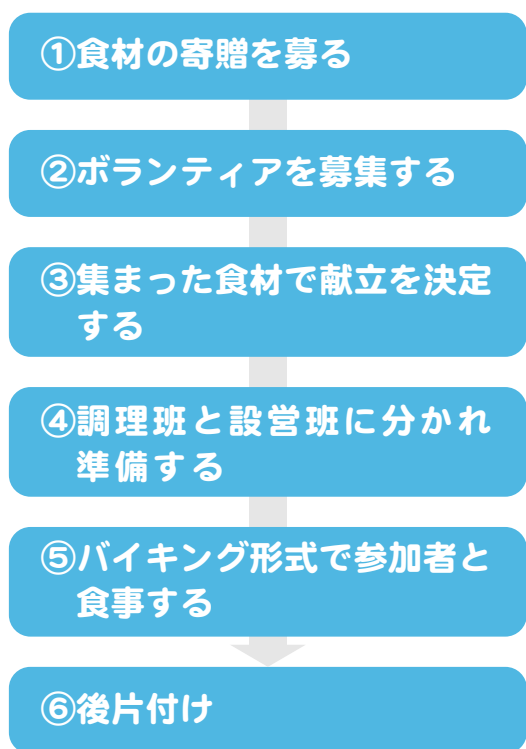 ①食材の寄贈を募る
②ボランティアを募集する
③集まった食材で献立を決定
する
④調理班と設営班に分かれ
準備する
⑤バイキング形式で参加者と
食事する
⑥後片付け